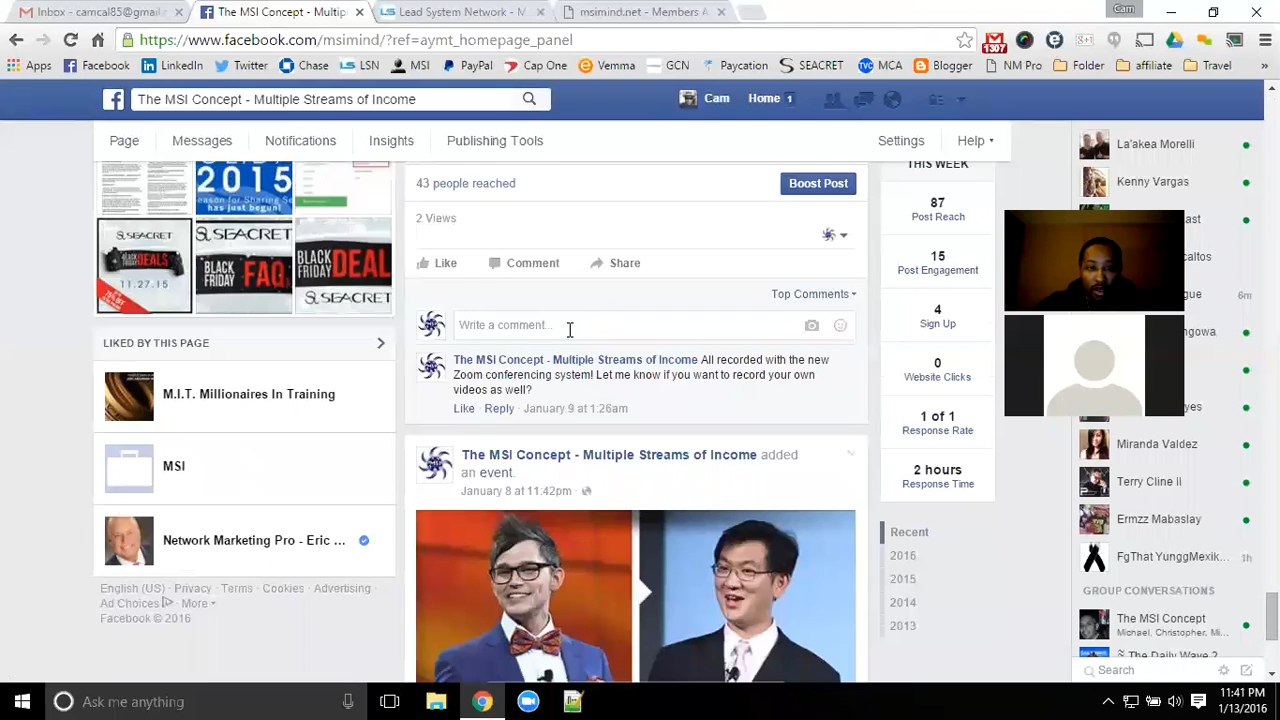 Inbox - camcal85@gmail
The MSI Concept - Multip
Lead System Network - M
msimind.net - Members A
Cam
https://www.facebook.com/msimind/?ref=aymt_homepage_panel
1307
Apps
Facebook
LinkedIn
Twitter
Chase
LSN
MSI
PayPal
Cap One
Vemma
GCN
Paycation
SEACRET
MCA
Blogger
NM Pro
Folder
affiliate
Travel
The MSI Concept - Multiple Streams of Income
Cam
Home 1
Page
Messages
Notifications
Insights
Publishing Tools
Settings
Help
2015
Season for Sharing Se
has just begun!
SEACRET
BLACK FRIDAY DEALS
11.27.15
SEACRET
BLACK FRIDAY FAQ
BLACK FRIDAY DEAL
SEACRET
LIKED BY THIS PAGE
M.I.T. Millionaires In Training
MSI
Network Marketing Pro - Eric ...
English (US) · Privacy · Terms · Cookies · Advertising ·
Ad Choices · More
Facebook © 2016
43 people reached
Boost Post
2 Views
Like
Comment
Share
Top Comments
Write a comment...
The MSI Concept - Multiple Streams of Income All recorded with the new
Zoom conferencing system! Let me know if you want to record your own
videos as well?
Like · Reply · January 9 at 1:26am
The MSI Concept - Multiple Streams of Income added
an event.
January 8 at 11:42pm ·
THIS WEEK
87
Post Reach
15
Post Engagement
4
Sign Up
0
Website Clicks
1 of 1
Response Rate
2 hours
Response Time
Recent
2016
2015
2014
2013
La'akea Morelli
Kenny Vargas
6m
Miranda Valdez
Terry Cline Ii
Ermzz Mabaslay
FgThat YunggMexik...
1h
GROUP CONVERSATIONS
The MSI Concept
Michael, Christopher, Mi...
The Daily Wave 2
Search
Ask me anything
11:41 PM
1/13/2016